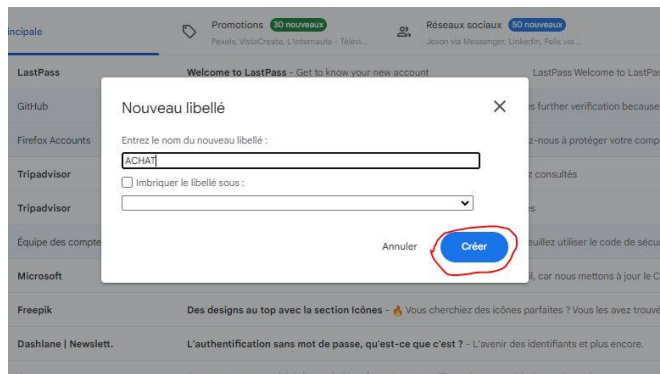 ncipale
Promotions 30 nouveaux
Réseaux sociaux 50 nouveaux
Pexels, VistaCreate, L'internaute - Télévi...
Jeson via Messenger, LinkedIn, Felix via ...
LastPass Welcome to LastPass - Get to know your new account LastPass Welcome to LastPas
GitHub s further verification because
Firefox Accounts z-nous à protéger votre comp
Tripadvisor z consultés
Tripadvisor es
Équipe des compte euillez utiliser le code de sécu
Microsoft il, car nous mettons à jour le C
Nouveau libellé
Entrez le nom du nouveau libellé :
ACHAT
Imbriquer le libellé sous :
Annuler Créer
Freepik Des designs au top avec la section Icônes - 🔥 Vous cherchiez des icônes parfaites ? Vous les avez trouvé
Dashlane | Newslett. L'authentification sans mot de passe, qu'est-ce que c'est ? - L'avenir des identifiants et plus encore.